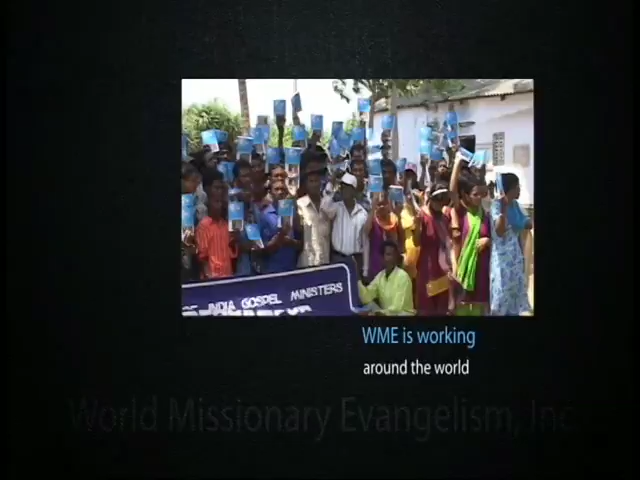 INDIA GOSPEL MINISTERS
WME is working
around the world
World Missionary Evangelism, Inc.